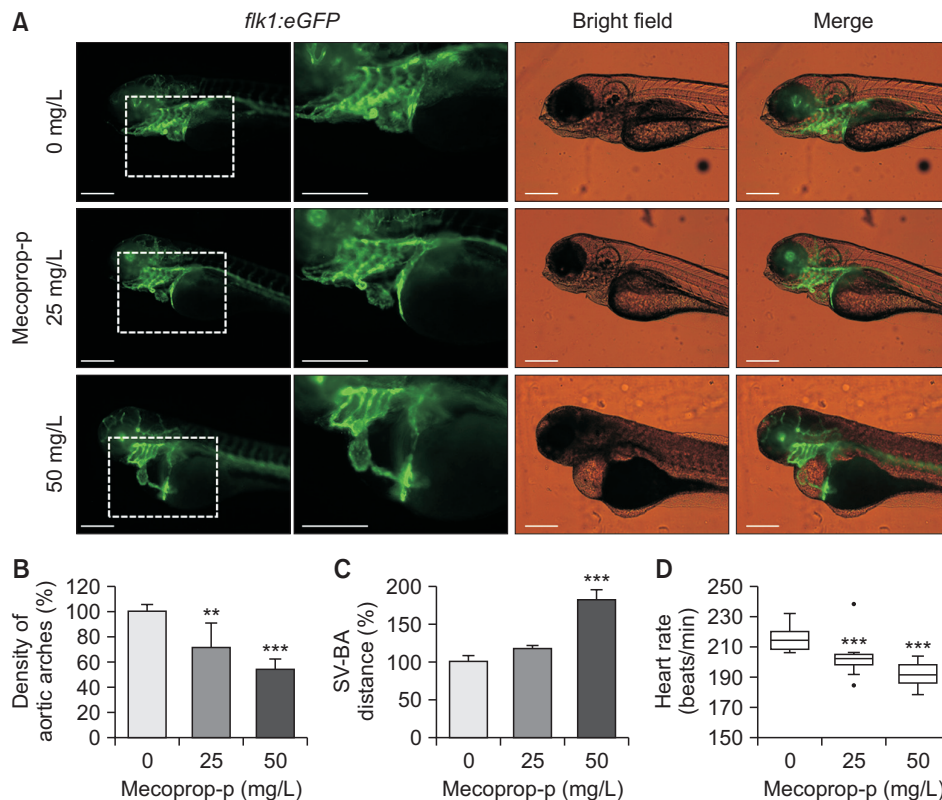 A
flk1:eGFP
Bright field
Merge
0 mg/L
Mecoprop-p
25 mg/L
50 mg/L
B
Density of
aortic arches (%)
120
100
80
60
40
20
0
**
***
0 25 50
Mecoprop-p (mg/L)
C
SV-BA
distance (%)
200
150
100
50
0
***
0 25 50
Mecoprop-p (mg/L)
D
Heart rate
(beats/min)
250
230
210
190
170
150
***
***
0 25 50
Mecoprop-p (mg/L)